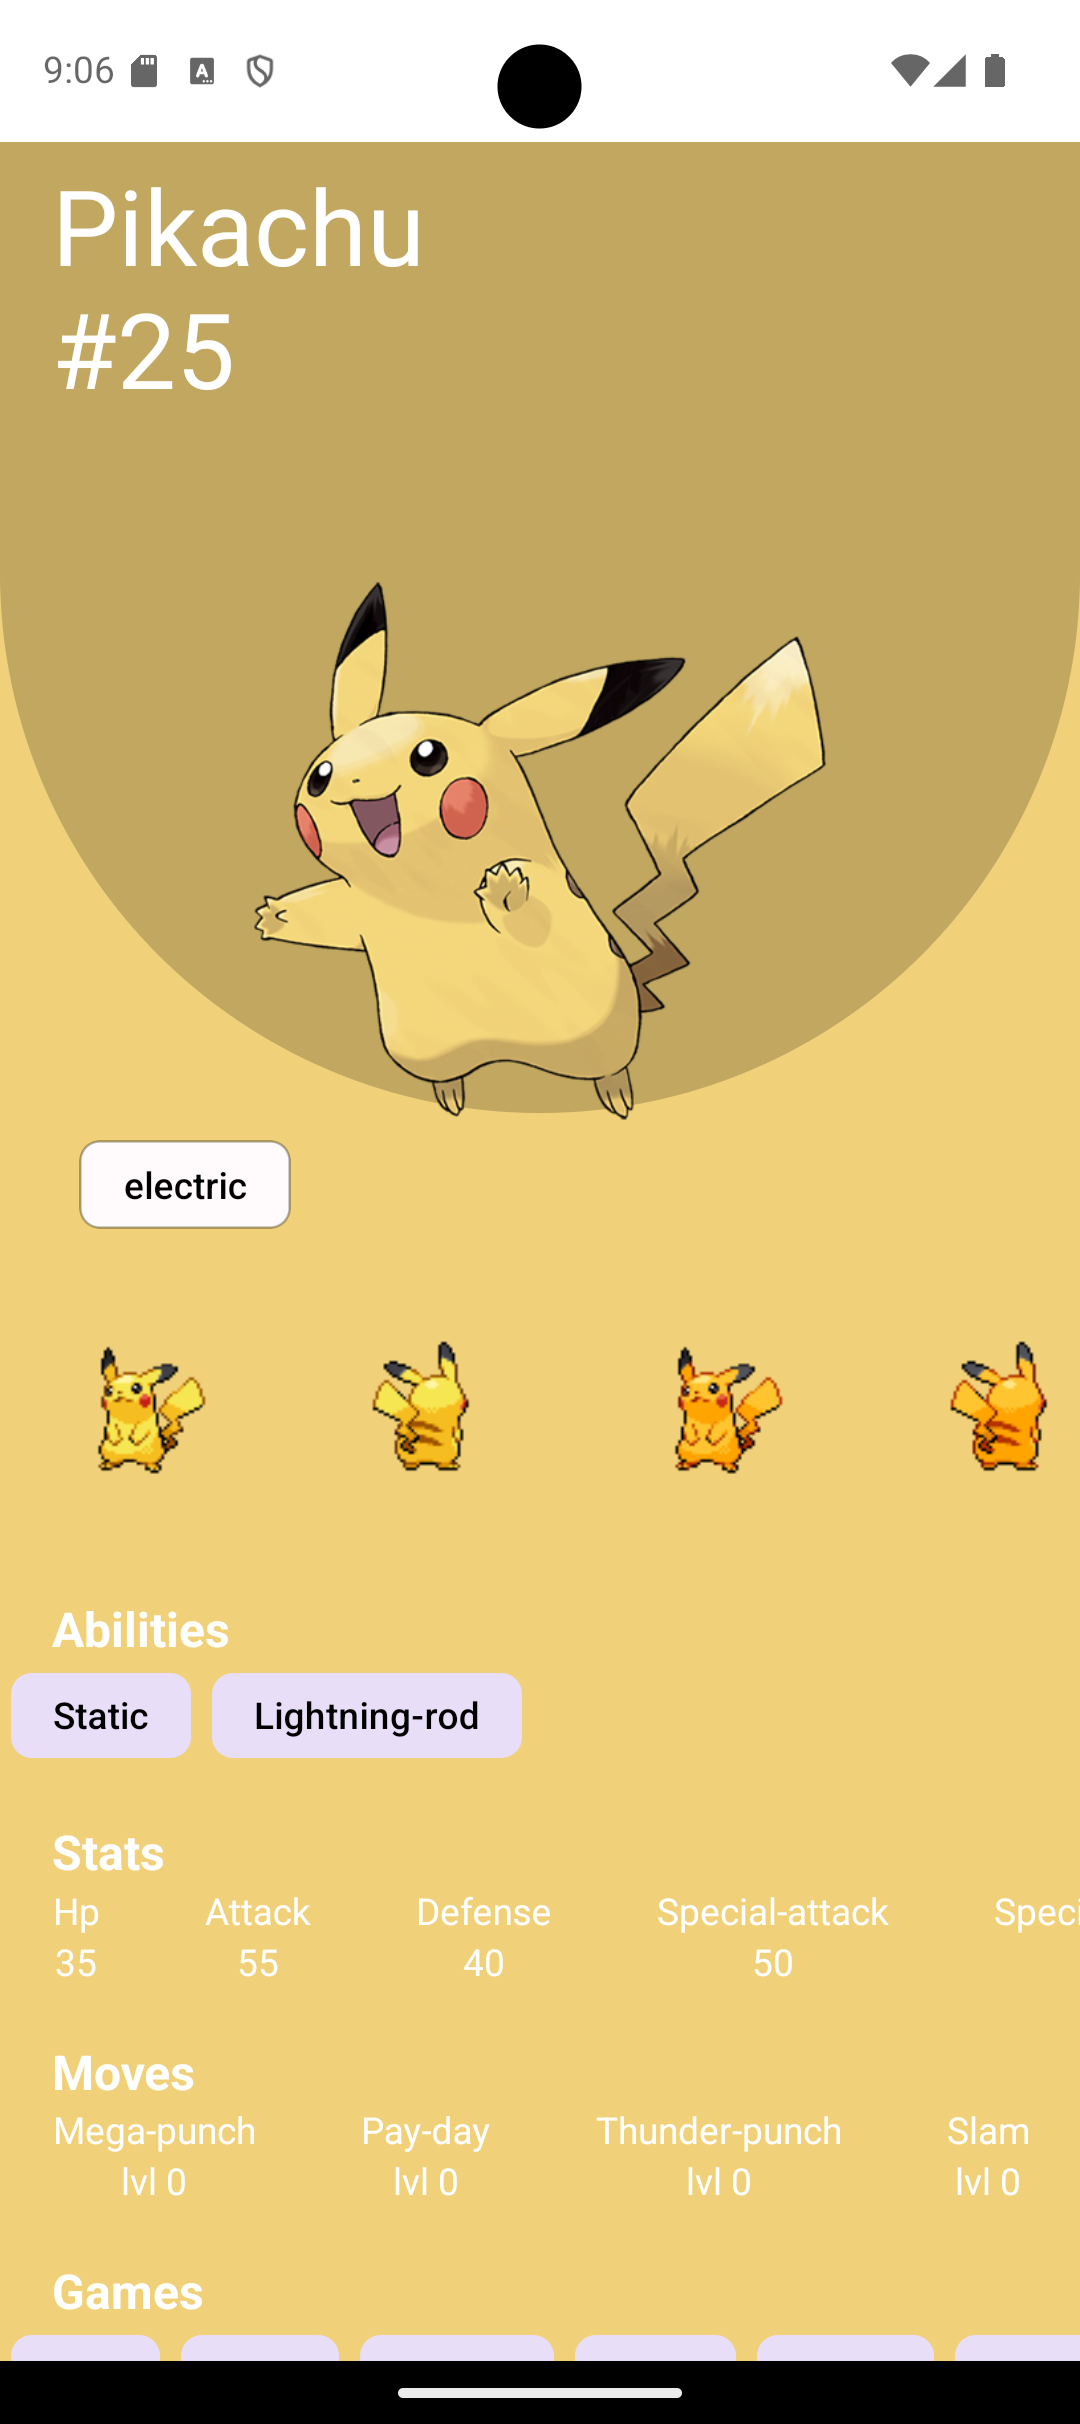 9:06
Pikachu
#25
electric
Abilities
Static Lightning-rod
Stats
Hp Attack Defense Special-attack
35 55 40 50
Moves
Mega-punch Pay-day Thunder-punch Slam
lvl 0 lvl 0 lvl 0 lvl 0
Games